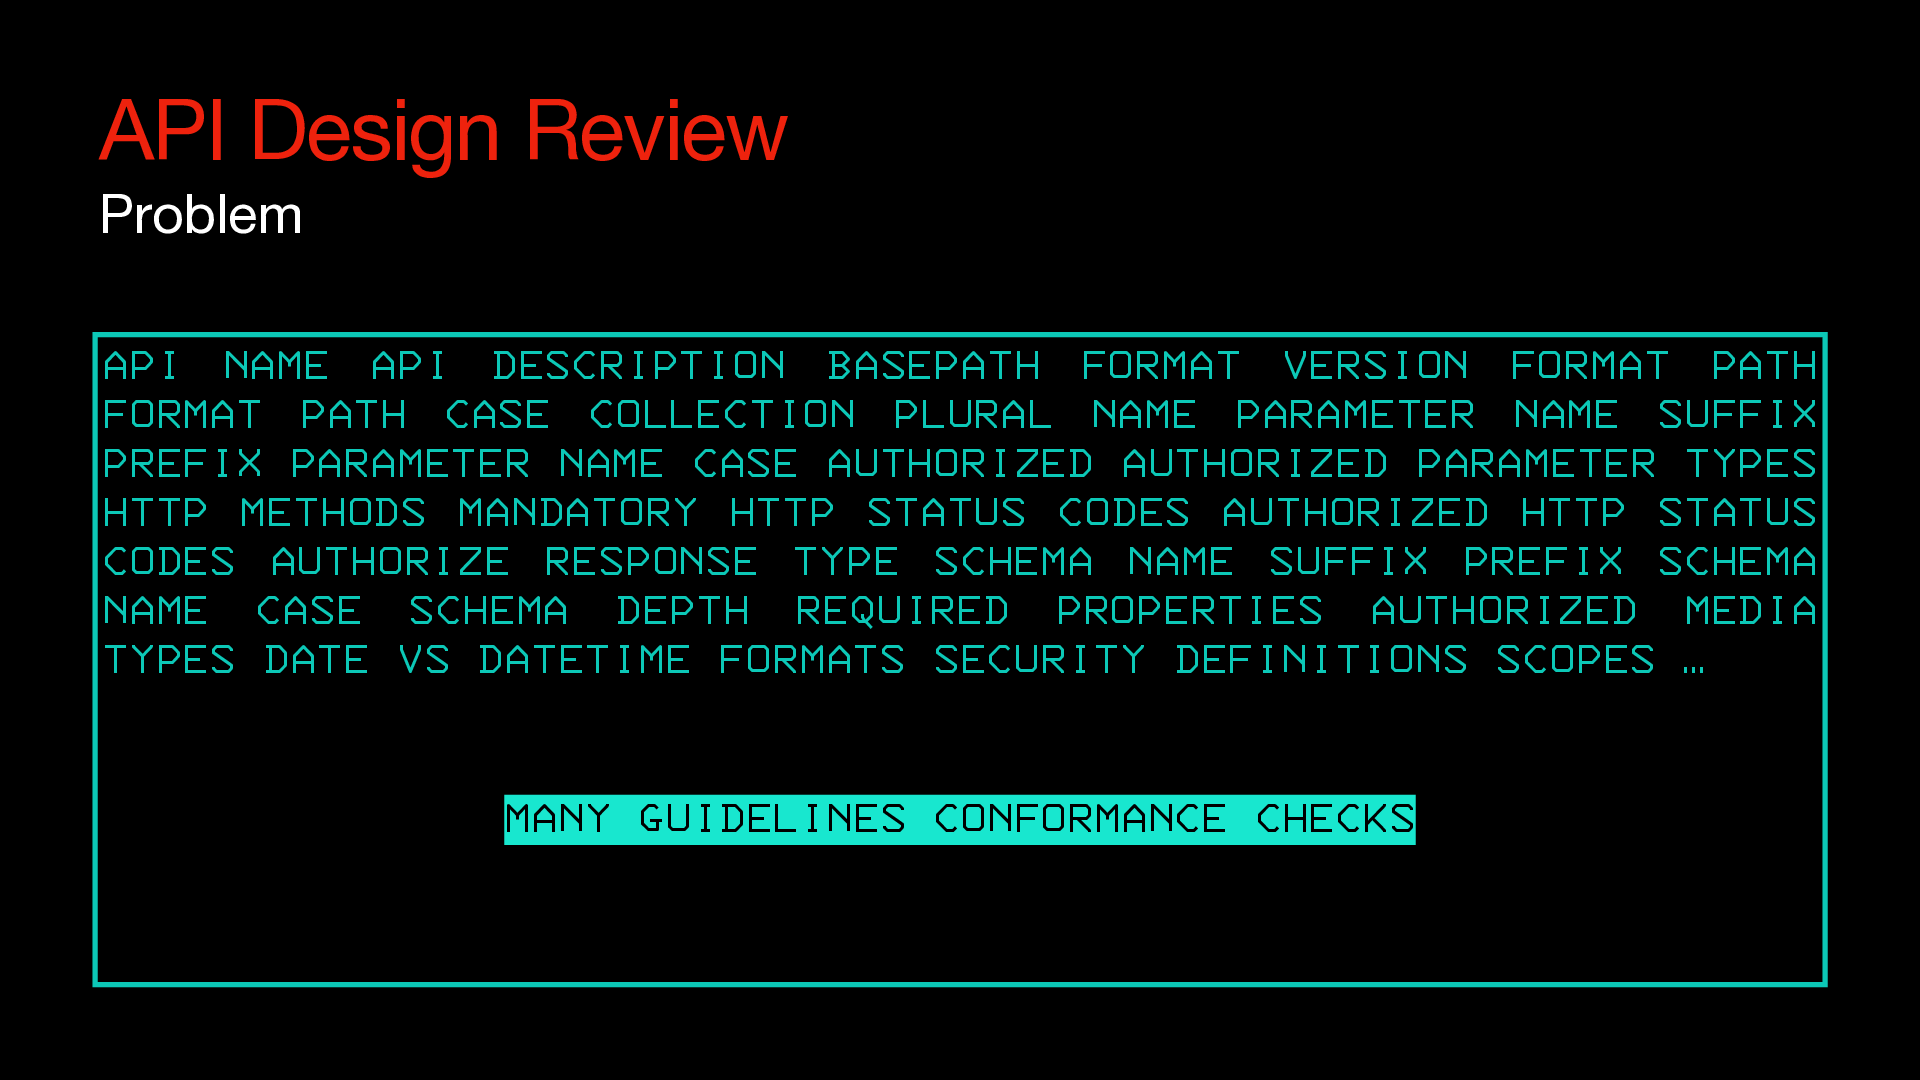 API Design Review
Problem
API NAME API DESCRIPTION BASEPATH FORMAT VERSION FORMAT PATH
FORMAT PATH CASE COLLECTION PLURAL NAME PARAMETER NAME SUFFIX
PREFIX PARAMETER NAME CASE AUTHORIZED AUTHORIZED PARAMETER TYPES
HTTP METHODS MANDATORY HTTP STATUS CODES AUTHORIZED HTTP STATUS
CODES AUTHORIZE RESPONSE TYPE SCHEMA NAME SUFFIX PREFIX SCHEMA
NAME CASE SCHEMA DEPTH REQUIRED PROPERTIES AUTHORIZED MEDIA
TYPES DATE VS DATETIME FORMATS SECURITY DEFINITIONS SCOPES …
MANY GUIDELINES CONFORMANCE CHECKS